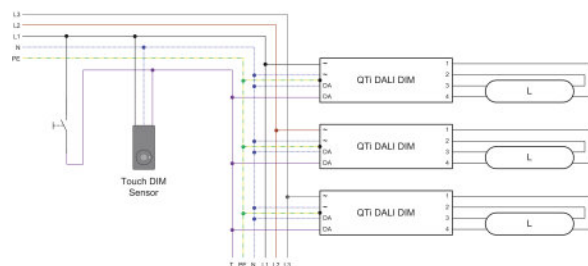 L3
L2
L1
N
PE
~
~
DA
DA
QTi DALI DIM
1
2
3
4
L
~
~
DA
DA
QTi DALI DIM
1
2
3
4
L
~
~
DA
DA
QTi DALI DIM
1
2
3
4
L
Touch DIM
Sensor
T PE N L1 L2 L3